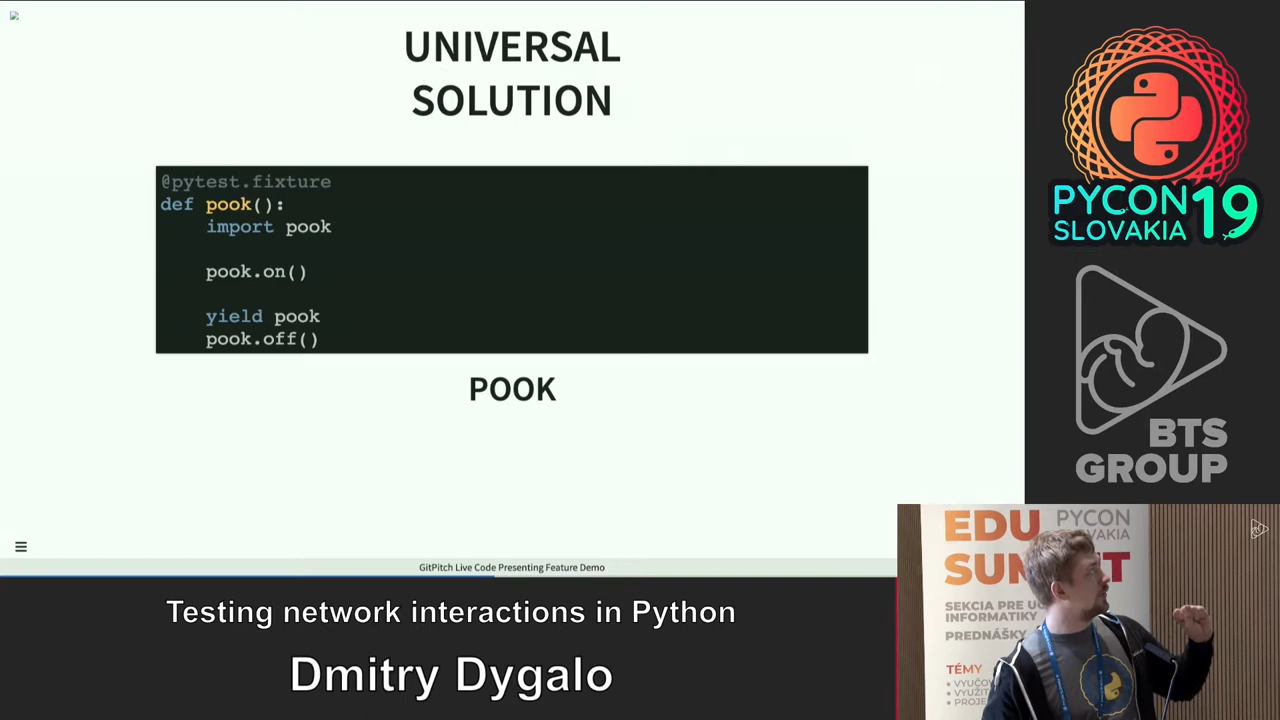 UNIVERSAL
SOLUTION
@pytest.fixture
def pook():
    import pook
    pook.on()
    yield pook
    pook.off()
POOK
GitPitch Live Code Presenting Feature Demo
Testing network interactions in Python
Dmitry Dygalo
PYCON
SLOVAKIA
19
BTS
GROUP
EDU
PYCON
SEKCIA PRE
INFORMATIKY
PREDNÁŠKY
TÉMY